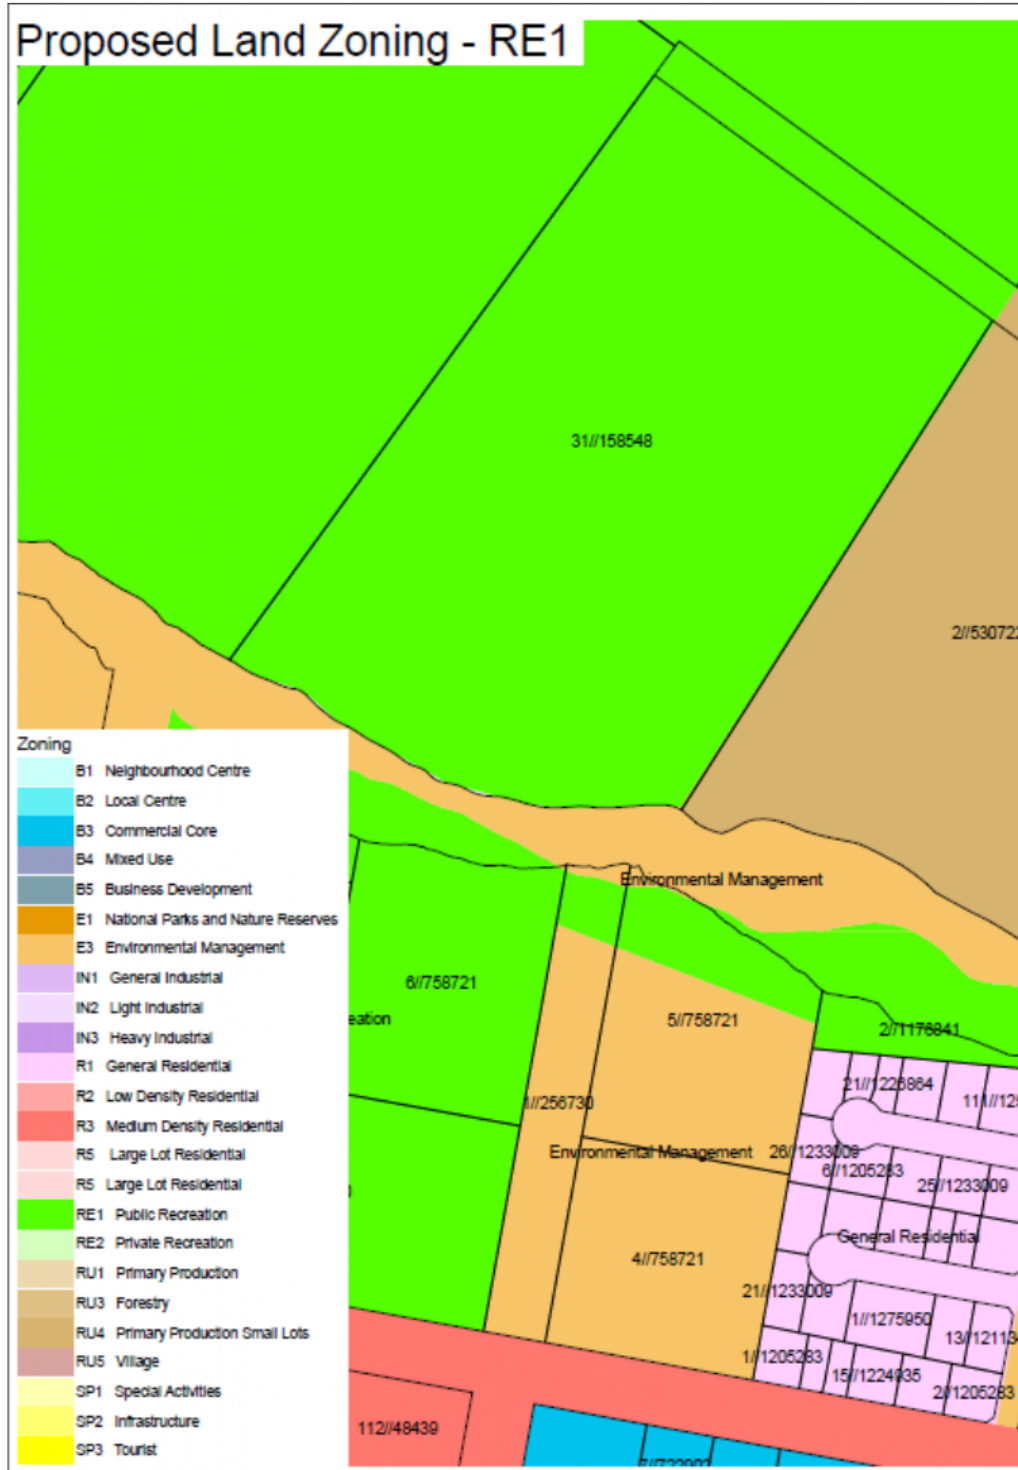 Proposed Land Zoning - RE1
31//158548
2//530722
Zoning
B1 Neighbourhood Centre
B2 Local Centre
B3 Commercial Core
B4 Mixed Use
B5 Business Development
E1 National Parks and Nature Reserves
E3 Environmental Management
IN1 General Industrial
IN2 Light Industrial
IN3 Heavy Industrial
R1 General Residential
R2 Low Density Residential
R3 Medium Density Residential
R5 Large Lot Residential
R5 Large Lot Residential
RE1 Public Recreation
RE2 Private Recreation
RU1 Primary Production
RU3 Forestry
RU4 Primary Production Small Lots
RU5 Village
SP1 Special Activities
SP2 Infrastructure
SP3 Tourist
Environmental Management
6//758721
eation
5//758721
2//1176841
21//1226864
111//125
1//256730
Environmental Management
26//1233009
6//1205283
25//1233009
General Residential
4//758721
21//1233009
1//1275950
13//121134
1//1205283
15//1224935
2//1205283
112//48439